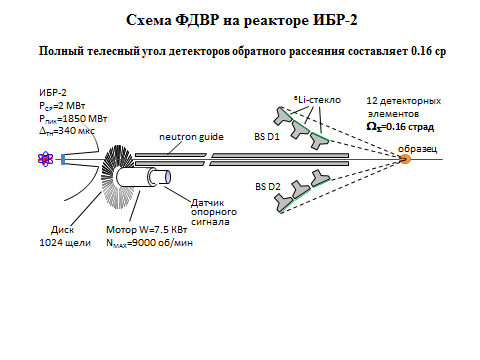 Схема ФДВР на реакторе ИБР-2
Полный телесный угол детекторов обратного рассеяния составляет 0.16 ср
ИБР-2
PСР=2 МВт
PПИК=1850 МВт
ΔТН=340 мкс
neutron guide
BS D1
⁶Li-стекло
12 детекторных
элементов
ΩΣ=0.16 страд
образец
BS D2
Датчик
опорного
сигнала
Диск
1024 щели
Мотор W=7.5 КВт
NMAX=9000 об/мин